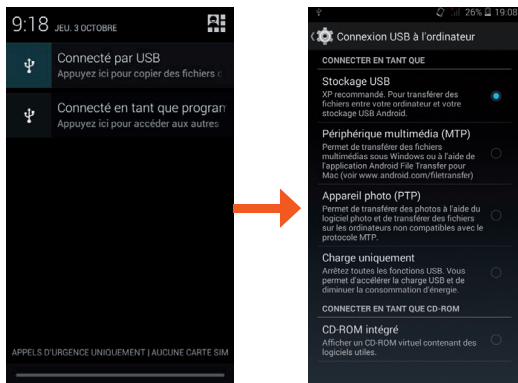 9:18 JEU. 3 OCTOBRE
Connecté par USB
Appuyez ici pour copier des fichiers d
Connecté en tant que program
Appuyez ici pour accéder aux autres
APPELS D'URGENCE UNIQUEMENT | AUCUNE CARTE SIM
26% 19:08
Connexion USB à l'ordinateur
CONNECTER EN TANT QUE
Stockage USB
XP recommandé. Pour transférer des
fichiers entre votre ordinateur et votre
stockage USB Android.
Périphérique multimédia (MTP)
Permet de transférer des fichiers
multimédias sous Windows ou à l'aide de
l'application Android File Transfer pour
Mac (voir www.android.com/filetransfer)
Appareil photo (PTP)
Permet de transférer des photos à l'aide du
logiciel photo et de transférer des fichiers
sur les ordinateurs non compatibles avec le
protocole MTP.
Charge uniquement
Arrêtez toutes les fonctions USB. Vous
permet d'accélérer la charge USB et de
diminuer la consommation d'énergie.
CONNECTER EN TANT QUE CD-ROM
CD-ROM intégré
Afficher un CD-ROM virtuel contenant des
logiciels utiles.